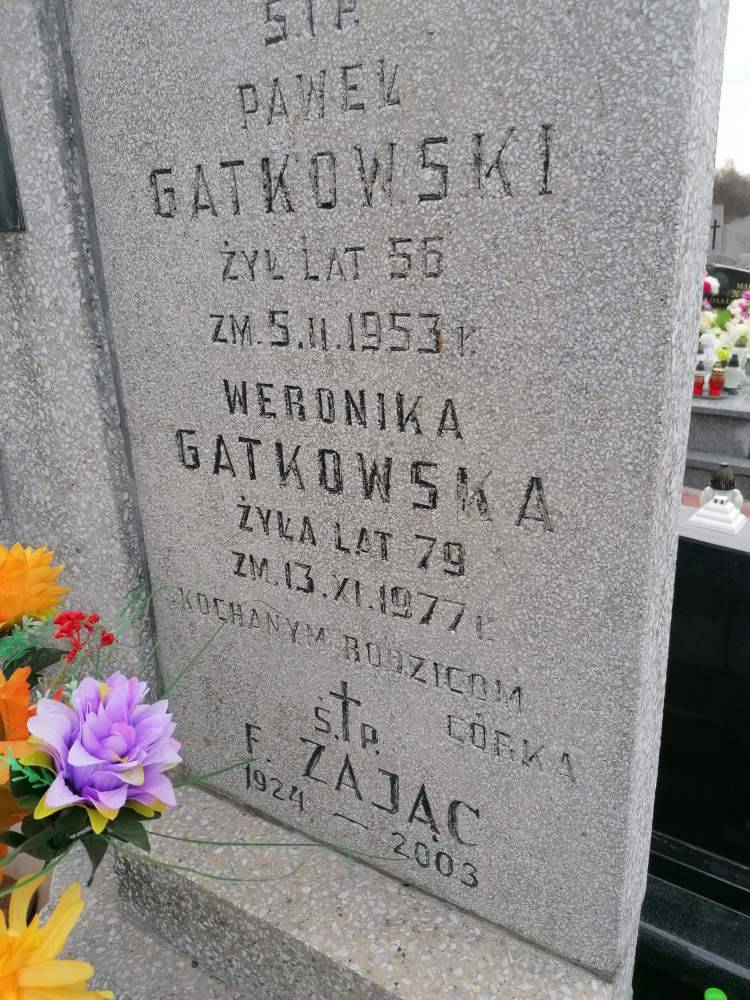 Ś.†P.
PAWEŁ
GATKOWSKI
ŻYŁ LAT 56
ZM. 5.II.1953 r.
WERONIKA
GATKOWSKA
ŻYŁA LAT 79
ZM. 13.XI.1977 r.
KOCHANYM RODZICOM
CÓRKA
Ś.†P.
F. ZAJĄC
1924 — 2003